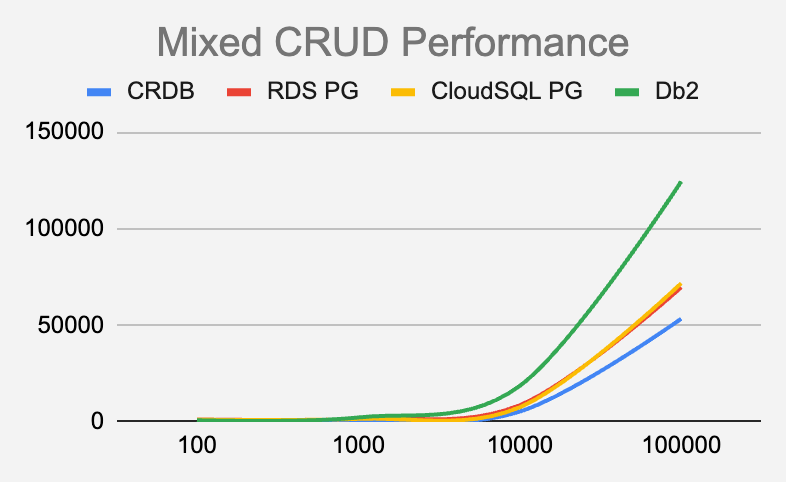 Mixed CRUD Performance
CRDB RDS PG CloudSQL PG Db2
150000
100000
50000
0
100 1000 10000 100000